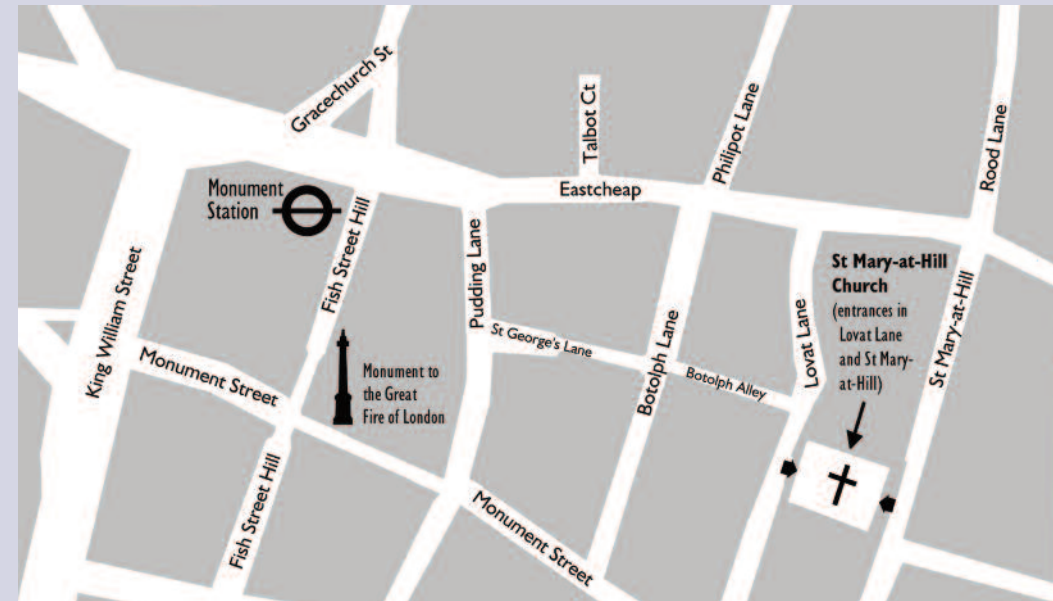 Gracechurch St
Talbot Ct
Philipot Lane
Rood Lane
Eastcheap
Monument
Station
Fish Street Hill
Pudding Lane
King William Street
Monument Street
Monument to
the Great
Fire of London
St George's Lane
Botolph Lane
Botolph Alley
Lovat Lane
St Mary-at-Hill
Church
(entrances in
Lovat Lane
and St Mary-
at-Hill)
St Mary-at-Hill
Fish Street Hill
Monument Street